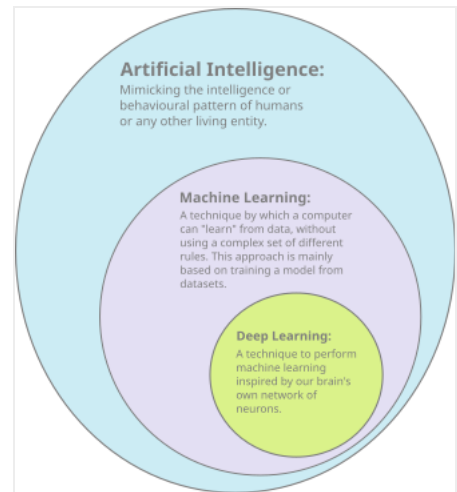 Artificial Intelligence:
Mimicking the intelligence or
behavioural pattern of humans
or any other living entity.
Machine Learning:
A technique by which a computer
can "learn" from data, without
using a complex set of different
rules. This approach is mainly
based on training a model from
datasets.
Deep Learning:
A technique to perform
machine learning
inspired by our brain's
own network of
neurons.